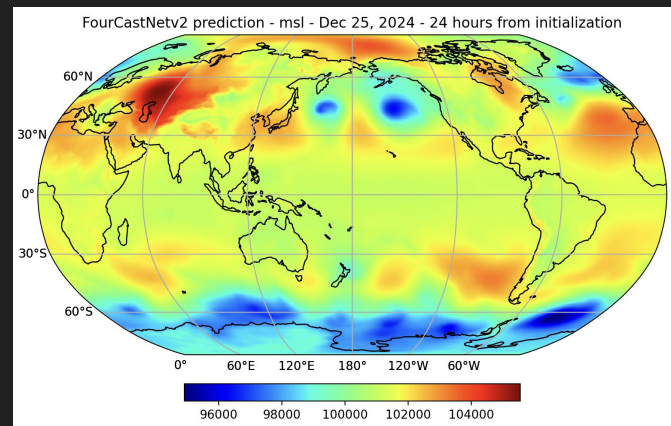 FourCastNetv2 prediction - msl - Dec 25, 2024 - 24 hours from initialization
60°N
30°N
0°
30°S
60°S
0° 60°E 120°E 180° 120°W 60°W
96000 98000 100000 102000 104000